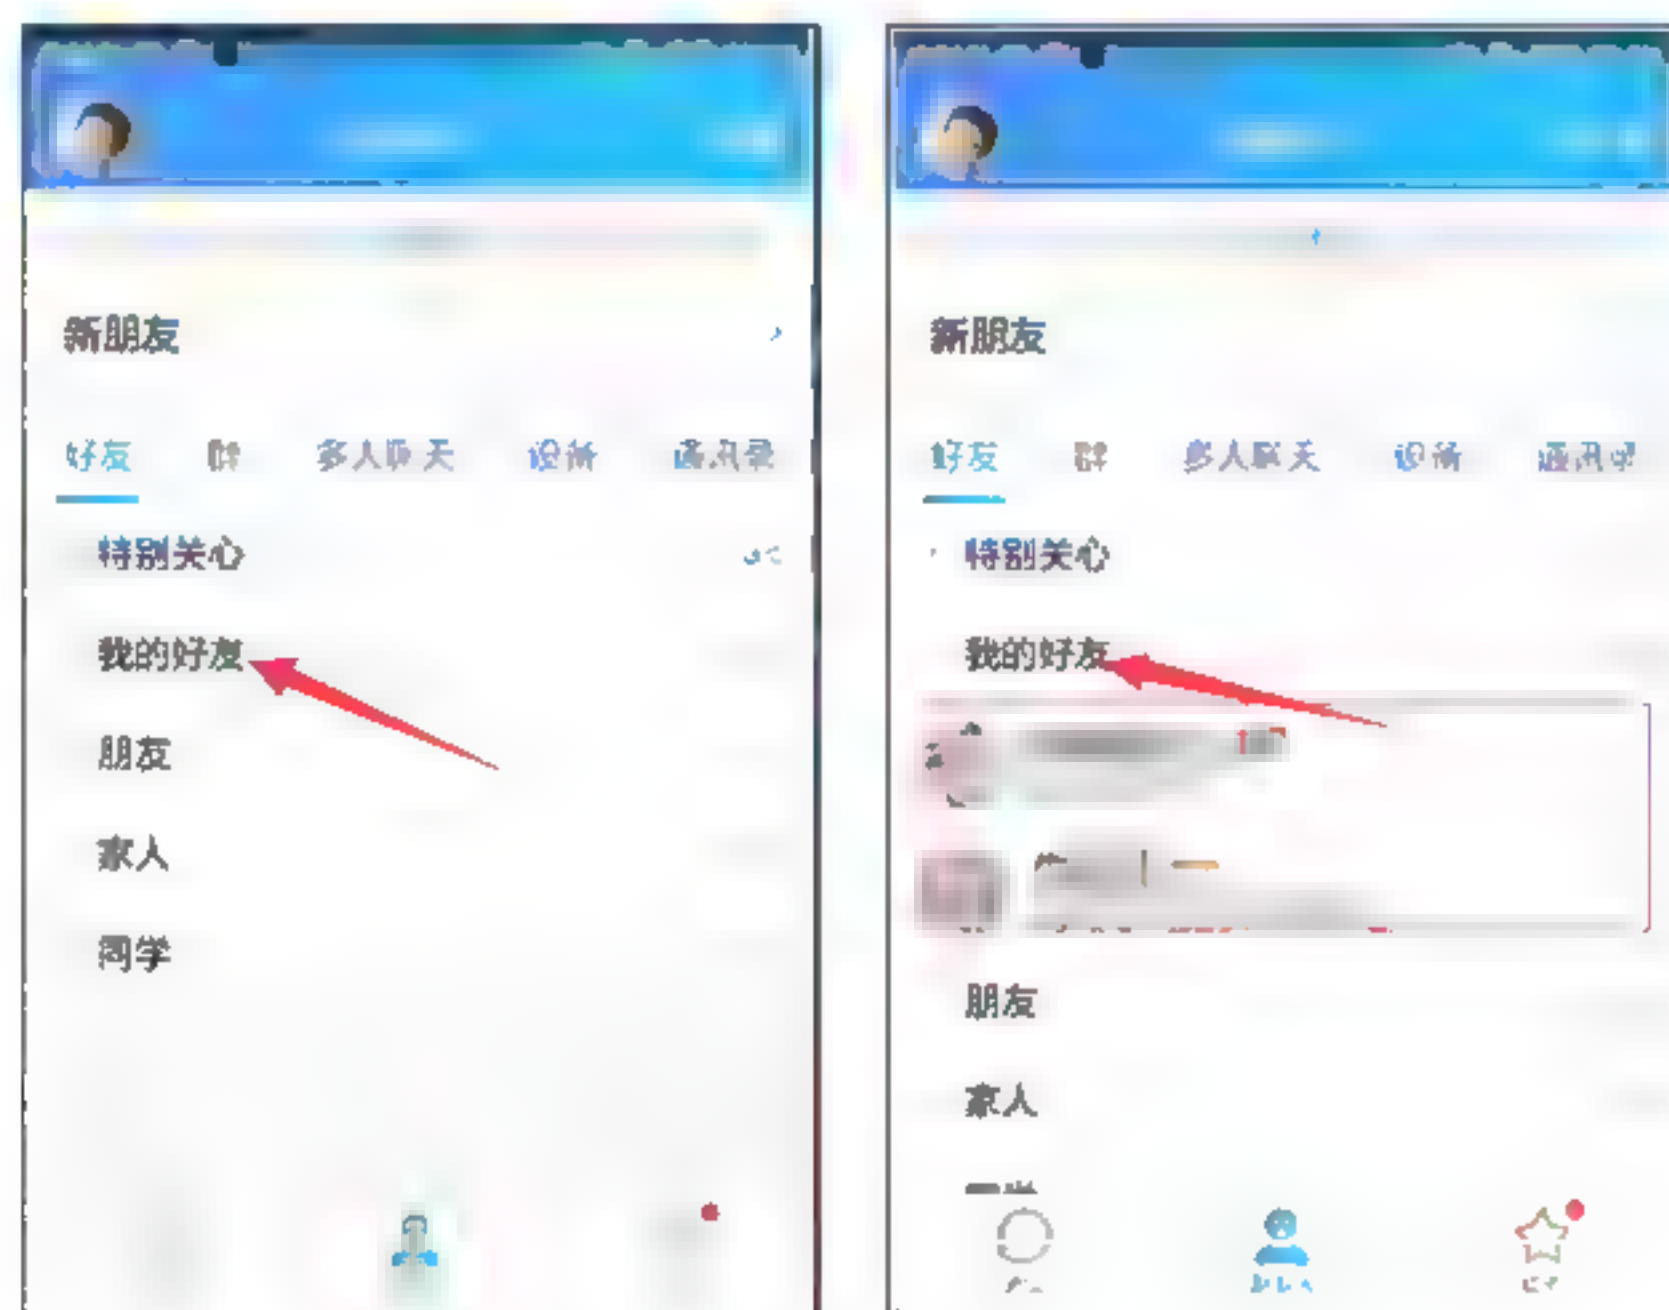 新朋友
好友 群 多人聊天 设备 通讯录
特别关心
我的好友
朋友
家人
同学
新朋友
好友 群 多人聊天 设备 通讯录
特别关心
我的好友
朋友
家人